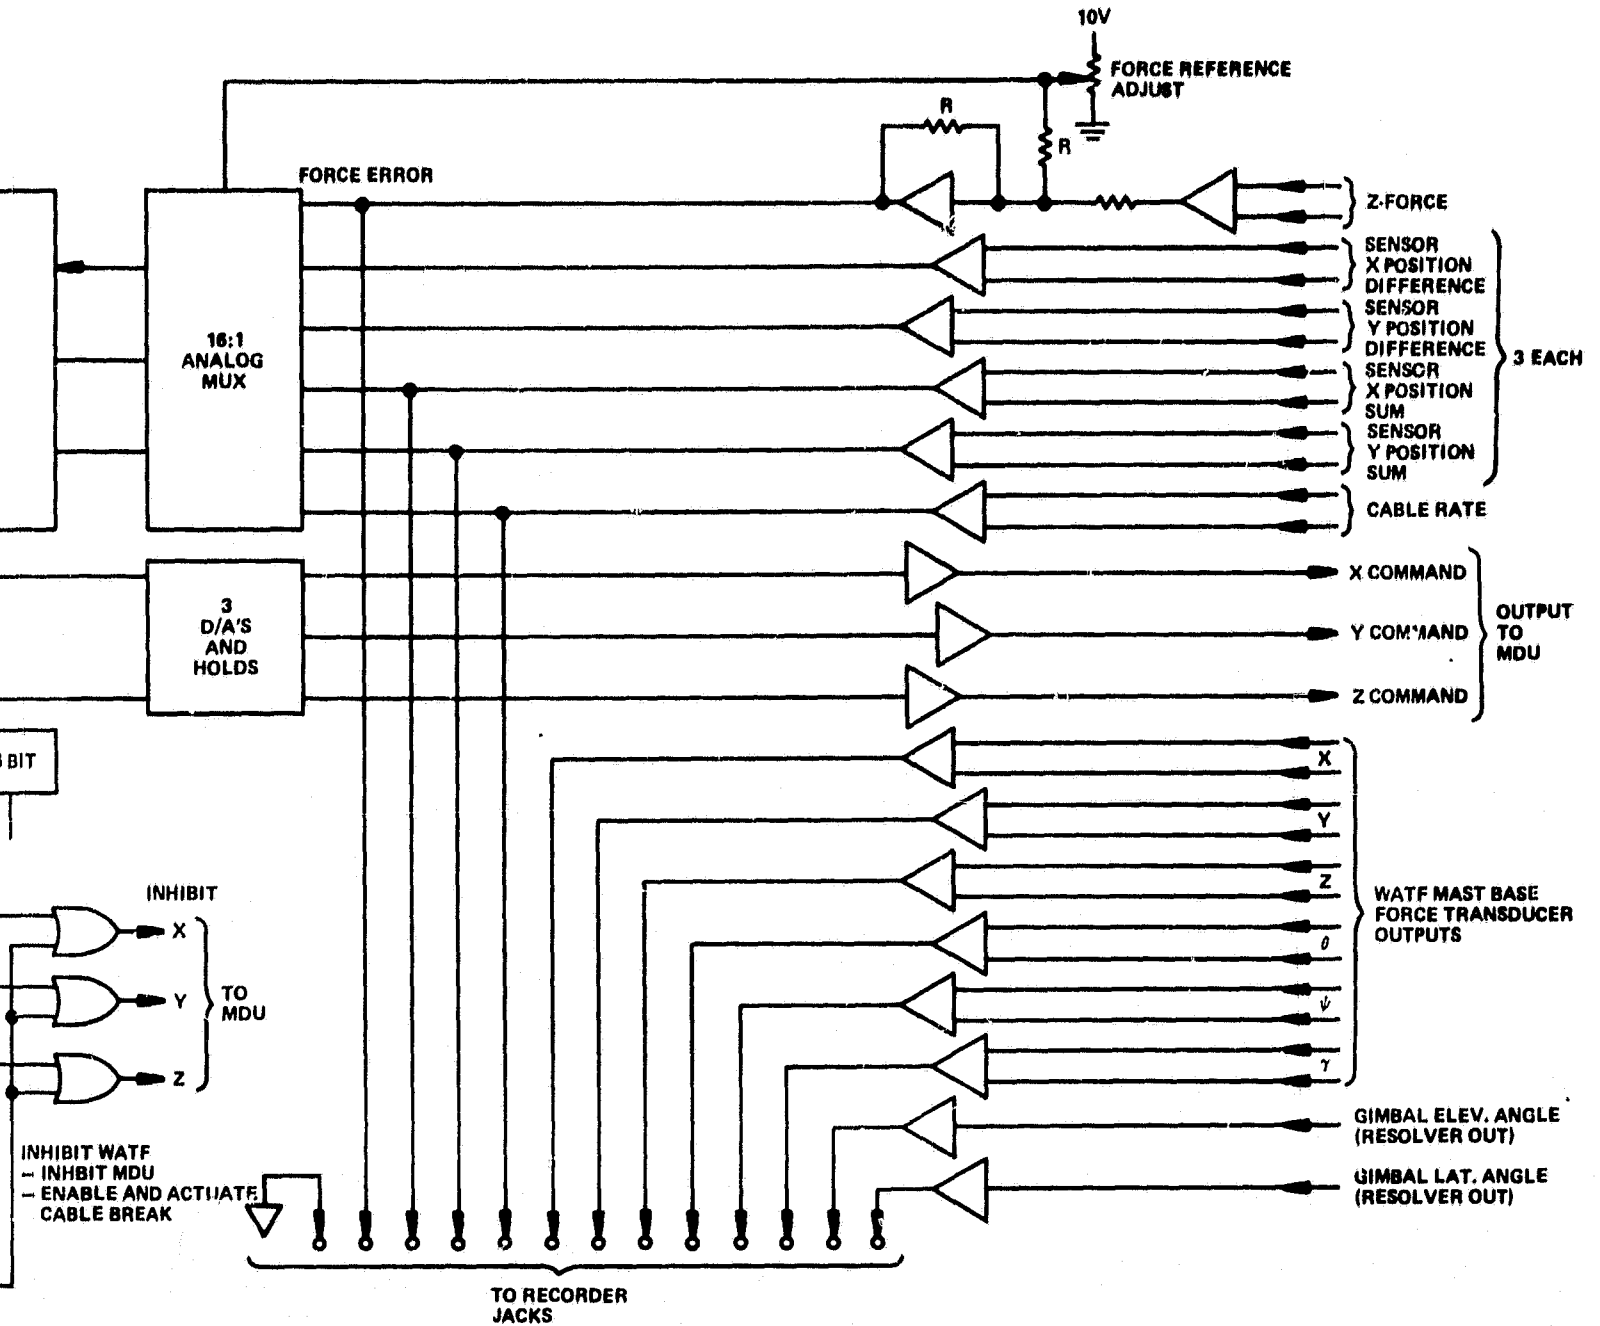 10V
FORCE REFERENCE
ADJUST
R
R
FORCE ERROR
Z-FORCE
SENSOR
X POSITION
DIFFERENCE
SENSOR
Y POSITION
DIFFERENCE
3 EACH
16:1
ANALOG
MUX
SENSOR
X POSITION
SUM
SENSOR
Y POSITION
SUM
CABLE RATE
X COMMAND
3
D/A'S
AND
HOLDS
Y COMMAND
OUTPUT
TO
MDU
Z COMMAND
BIT
X
Y
Z
WATF MAST BASE
FORCE TRANSDUCER
OUTPUTS
θ
ψ
γ
INHIBIT
X
Y
Z
TO
MDU
GIMBAL ELEV. ANGLE
(RESOLVER OUT)
GIMBAL LAT. ANGLE
(RESOLVER OUT)
INHIBIT WATF
– INHBIT MDU
– ENABLE AND ACTUATE
CABLE BREAK
TO RECORDER
JACKS